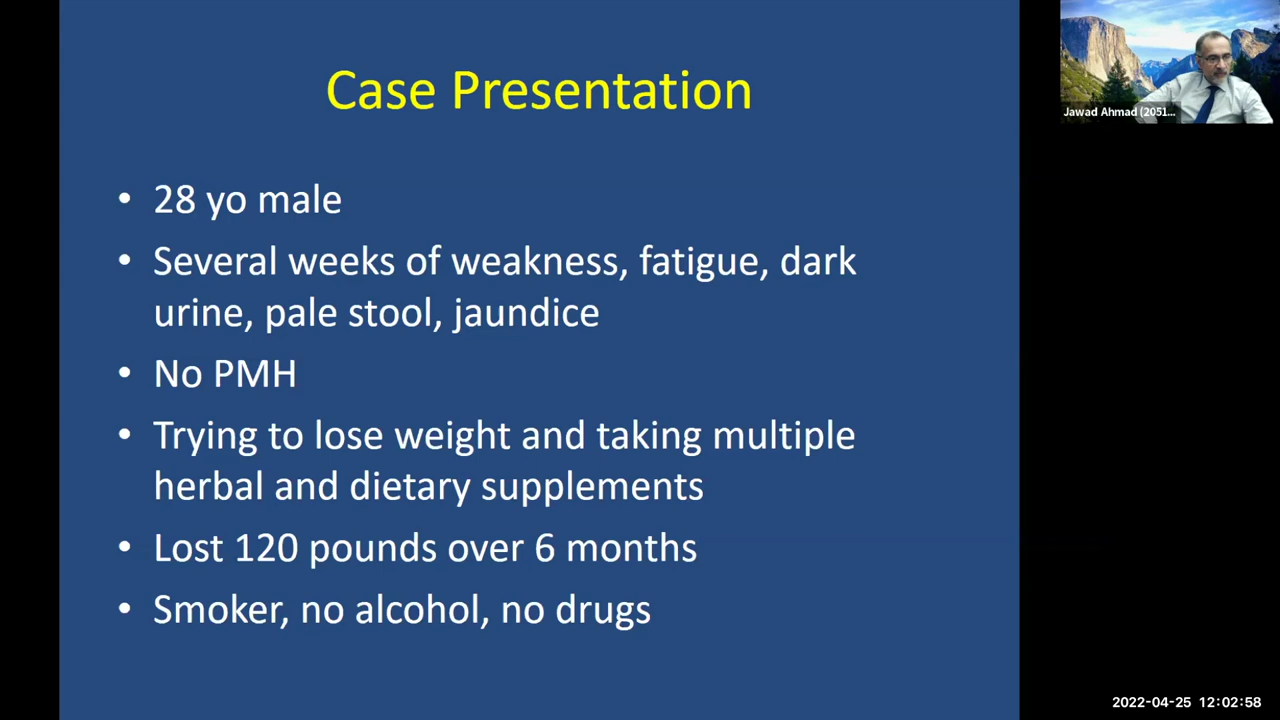 Case Presentation
• 28 yo male
• Several weeks of weakness, fatigue, dark
urine, pale stool, jaundice
• No PMH
• Trying to lose weight and taking multiple
herbal and dietary supplements
• Lost 120 pounds over 6 months
• Smoker, no alcohol, no drugs
Jawad Ahmad (2051...
2022-04-25 12:02:58